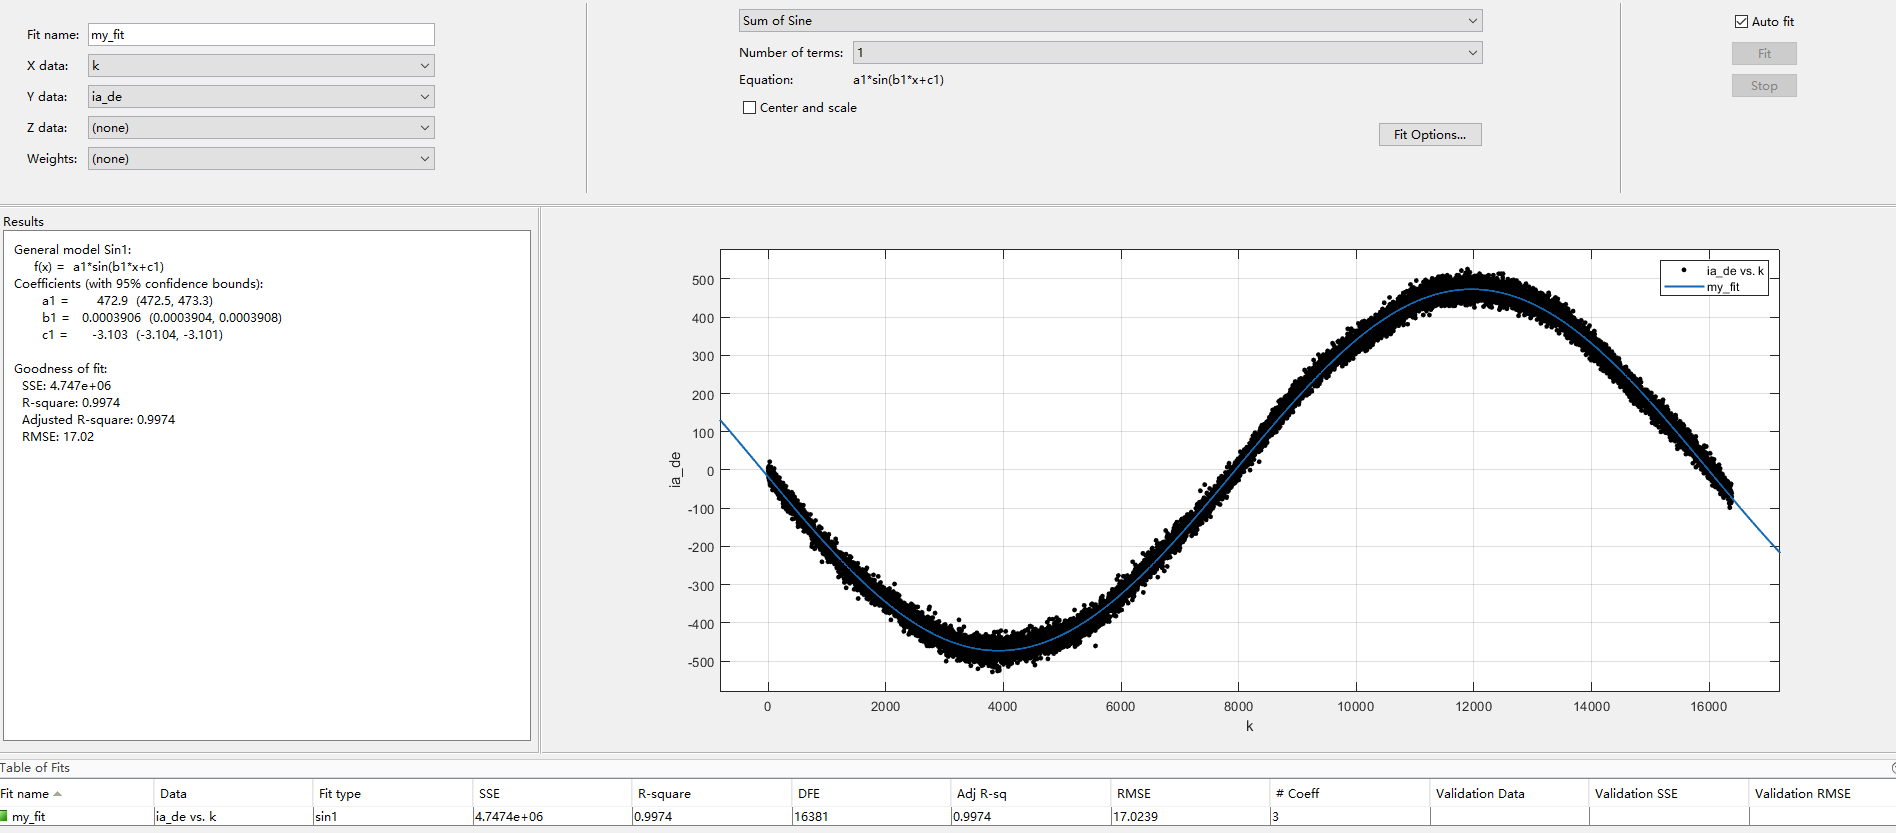 Fit name: my_fit
X data: k
Y data: ia_de
Z data: (none)
Weights: (none)
Sum of Sine
Number of terms: 1
Equation: a1*sin(b1*x+c1)
Center and scale
Fit Options...
Auto fit
Fit
Stop
Results
General model Sin1:
f(x) = a1*sin(b1*x+c1)
Coefficients (with 95% confidence bounds):
a1 = 472.9 (472.5, 473.3)
b1 = 0.0003906 (0.0003904, 0.0003908)
c1 = -3.103 (-3.104, -3.101)
Goodness of fit:
SSE: 4.747e+06
R-square: 0.9974
Adjusted R-square: 0.9974
RMSE: 17.02
ia_de vs. k
my_fit
500
400
300
200
100
0
-100
-200
-300
-400
-500
ia_de
0 2000 4000 6000 8000 10000 12000 14000 16000
k
Table of Fits
Fit name Data Fit type SSE R-square DFE Adj R-sq RMSE # Coeff Validation Data Validation SSE Validation RMSE
my_fit ia_de vs. k sin1 4.7474e+06 0.9974 16381 0.9974 17.0239 3